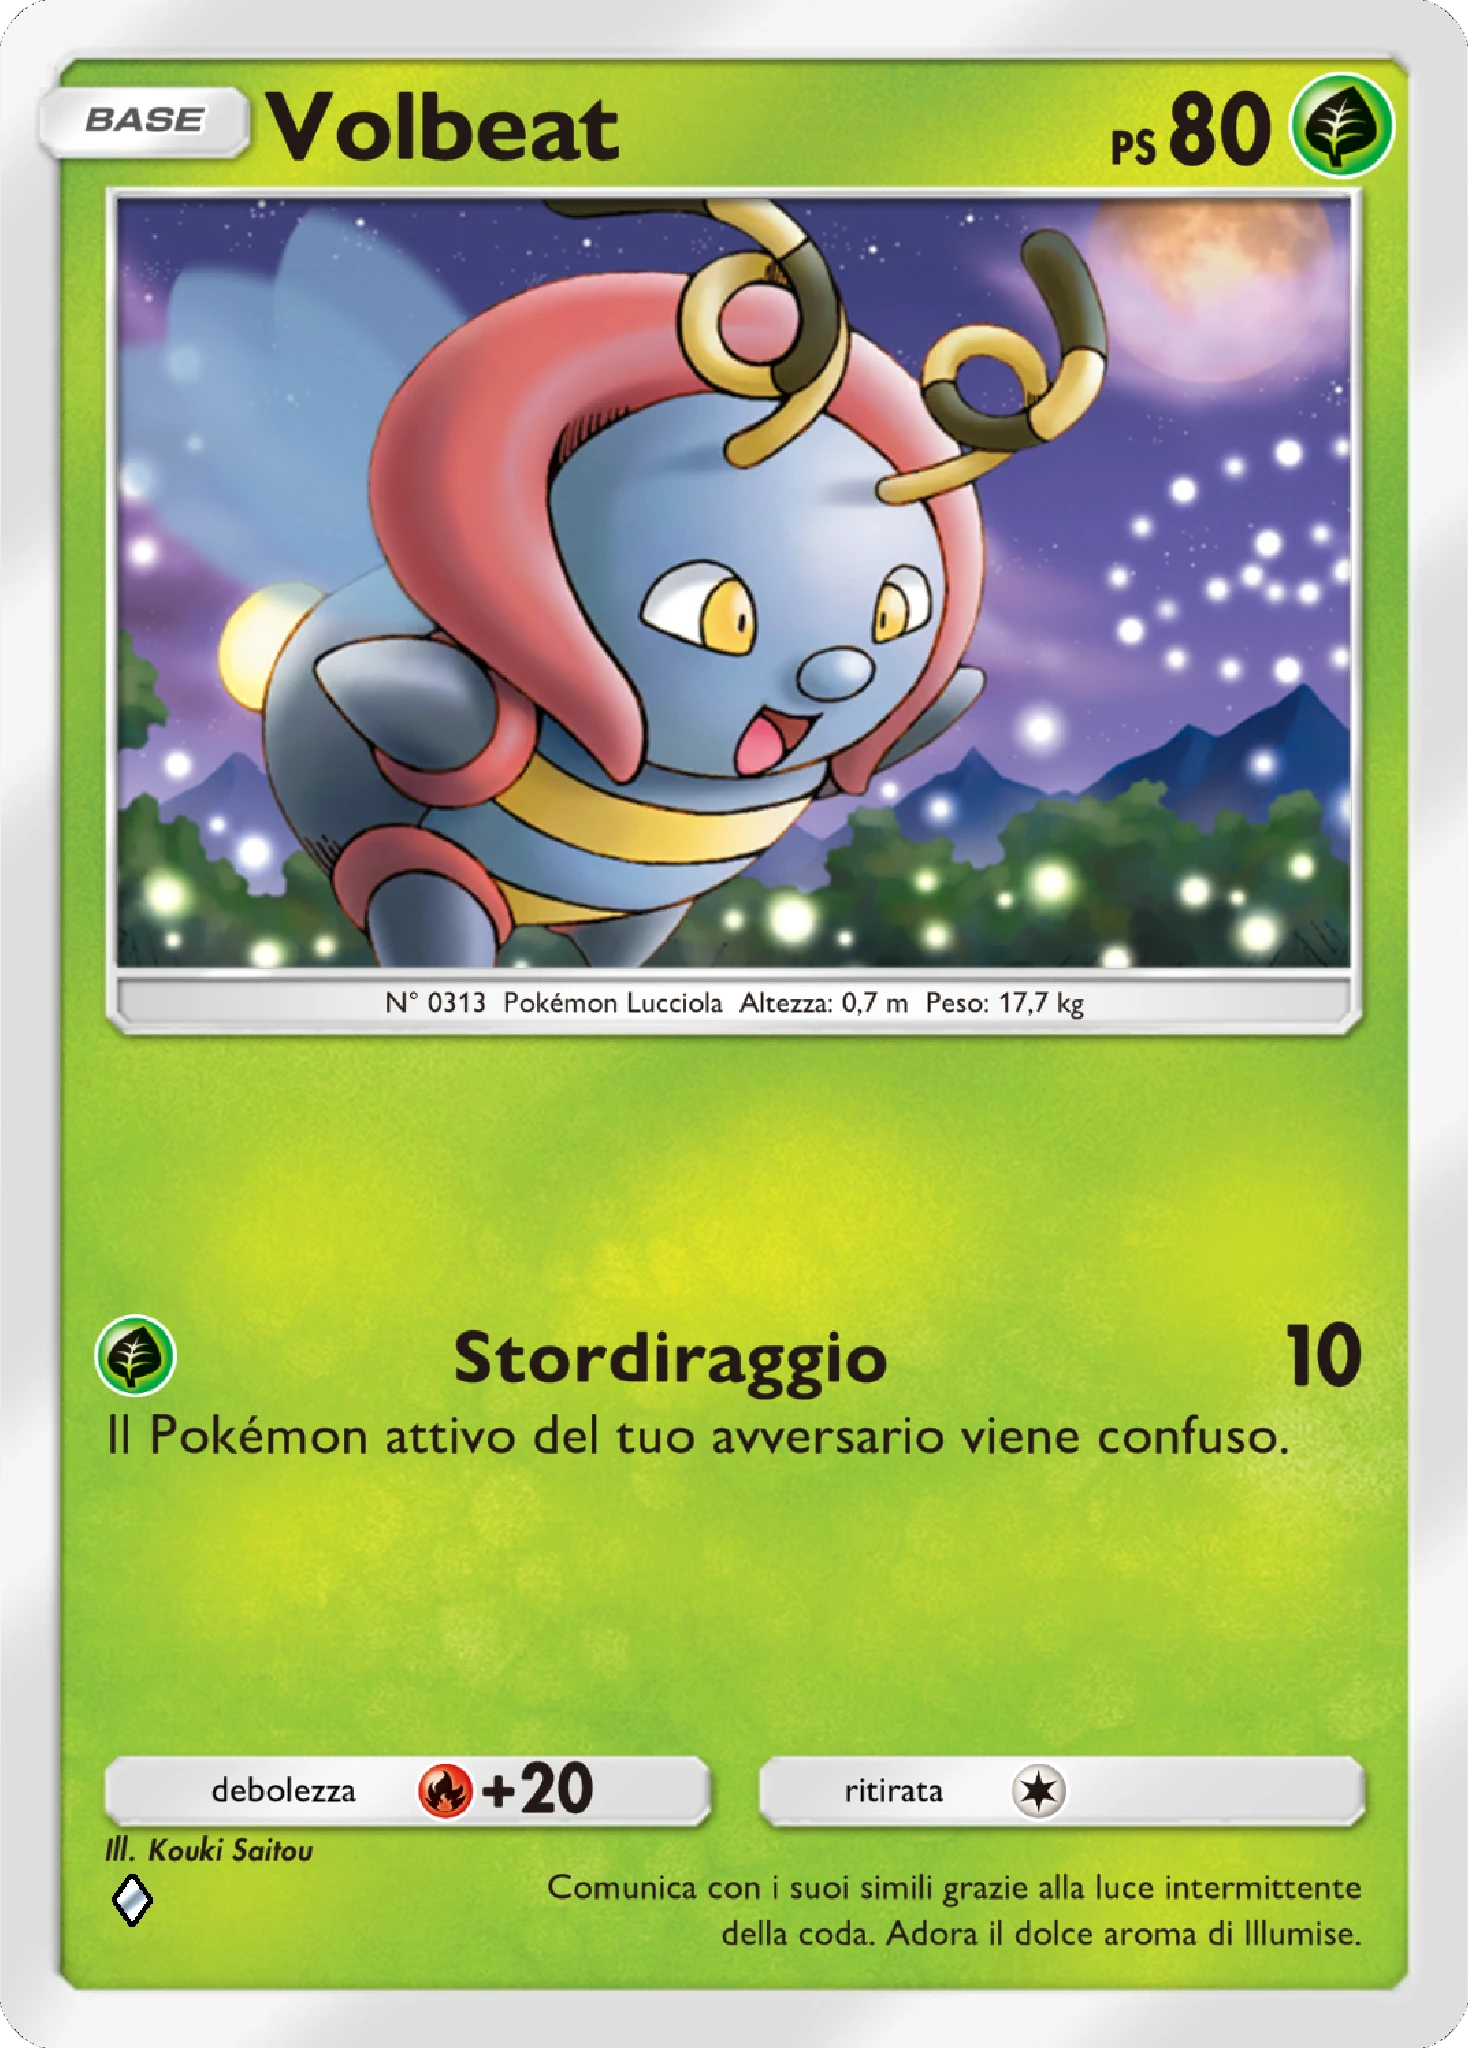 BASE
Volbeat
PS 80
N° 0313 Pokémon Lucciola Altezza: 0,7 m Peso: 17,7 kg
Stordiraggio 10
Il Pokémon attivo del tuo avversario viene confuso.
debolezza +20 ritirata
Ill. Kouki Saitou
Comunica con i suoi simili grazie alla luce intermittente
della coda. Adora il dolce aroma di Illumise.